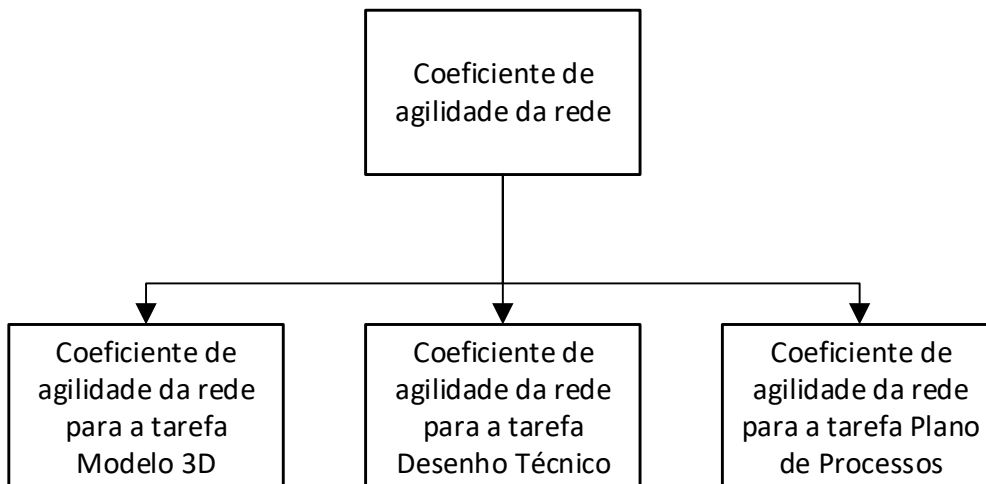 Coeficiente de
agilidade da rede
Coeficiente de
agilidade da rede
para a tarefa
Modelo 3D
Coeficiente de
agilidade da rede
para a tarefa
Desenho Técnico
Coeficiente de
agilidade da rede
para a tarefa Plano
de Processos